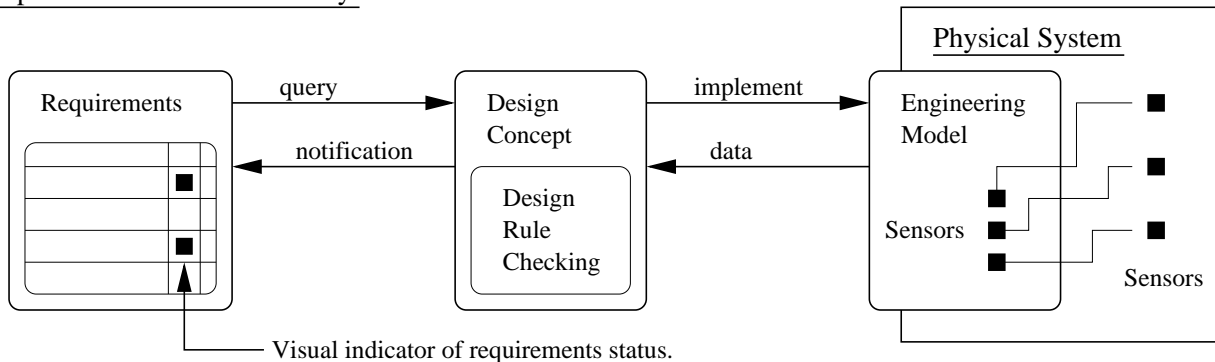 Physical System
Requirements
query
Design
Concept
implement
Engineering
Model
notification
data
Design
Rule
Checking
Sensors
Sensors
Visual indicator of requirements status.